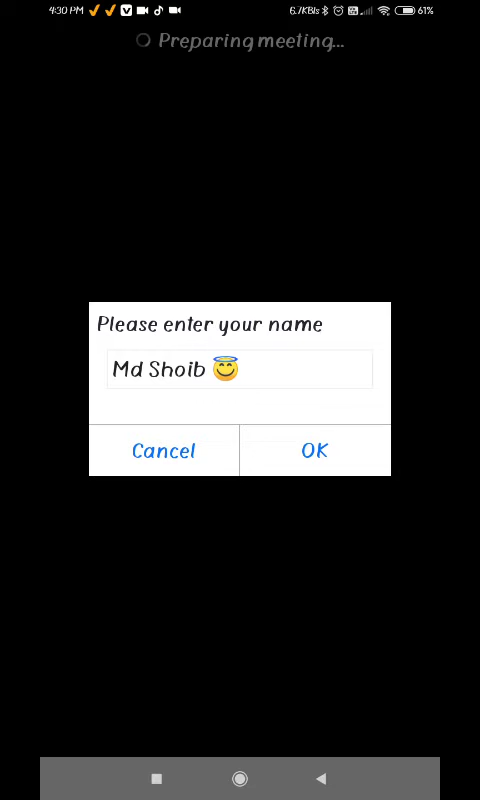 4:30 PM 6.7KB/s 61%
Preparing meeting...
Please enter your name
Md Shoib 😇
Cancel OK